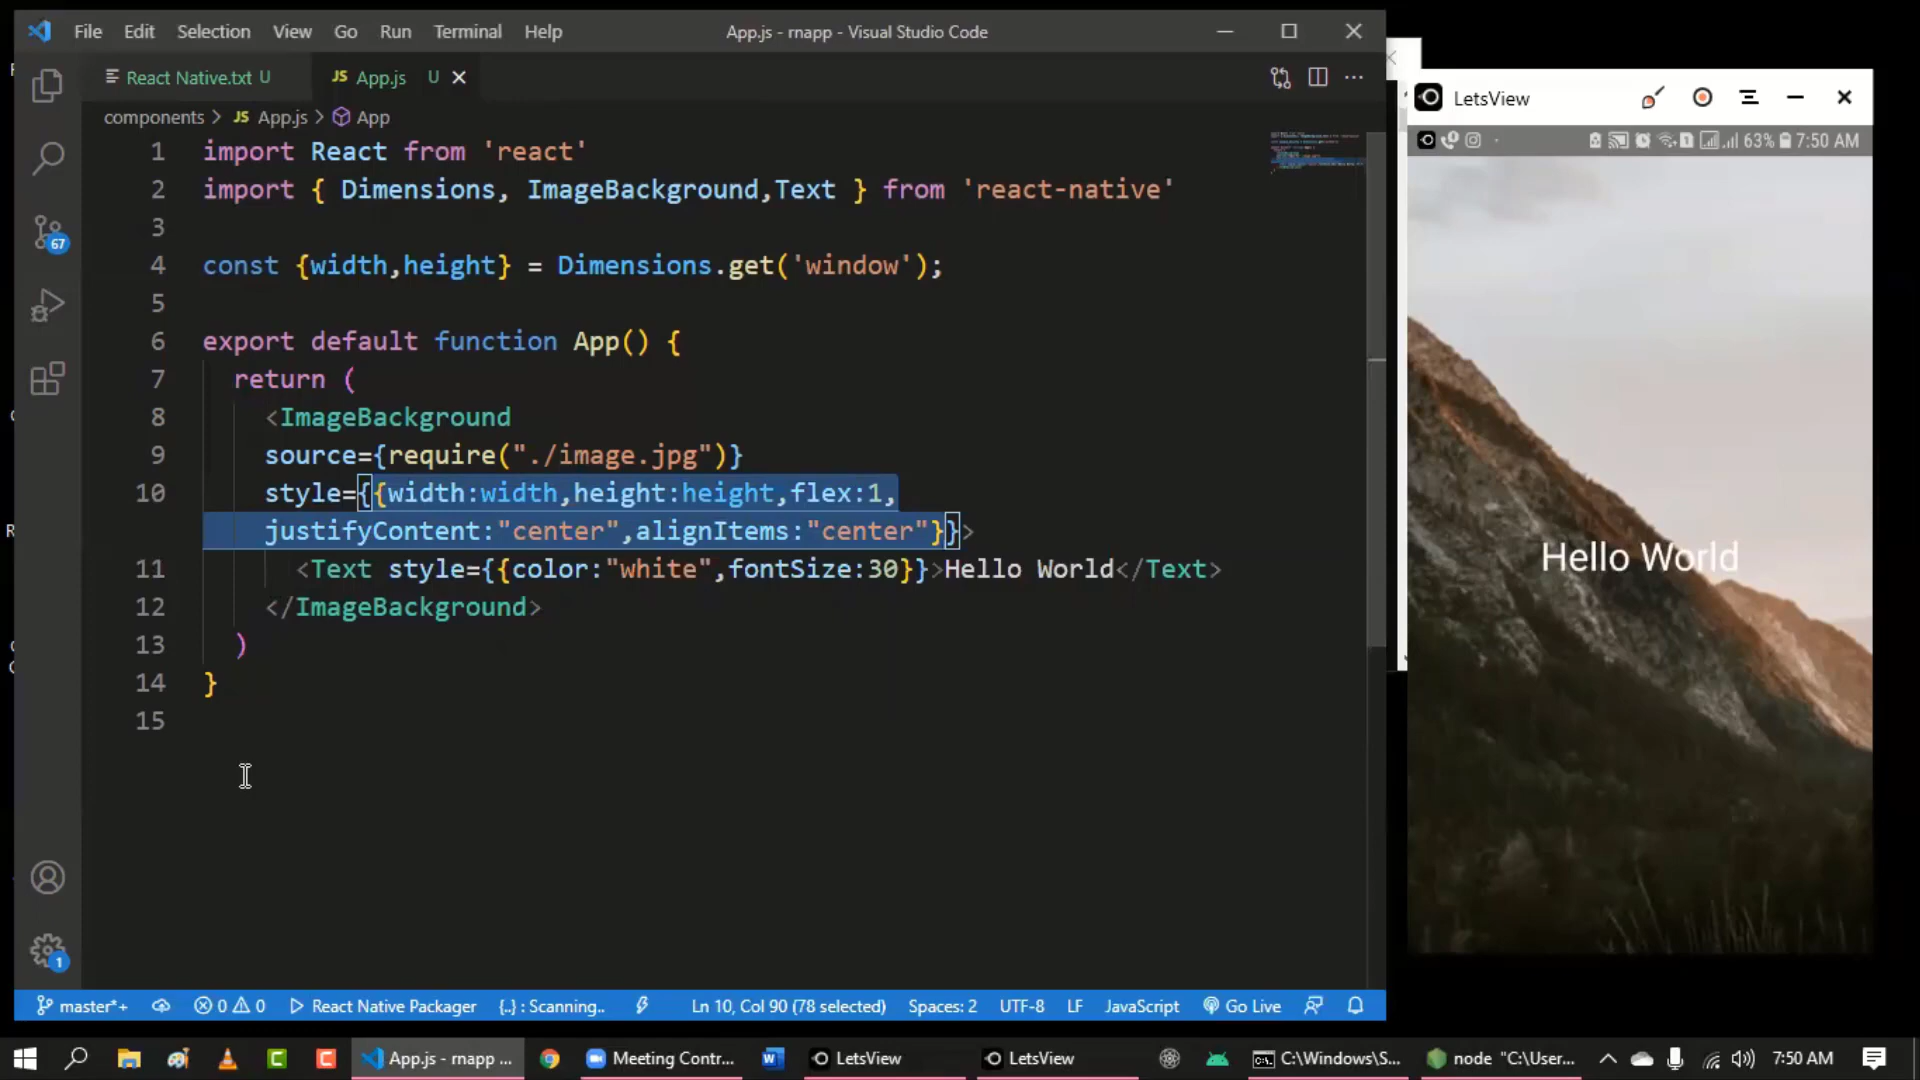 File Edit Selection View Go Run Terminal Help App.js - rnapp - Visual Studio Code
React Native.txt U JS App.js U
components > JS App.js > App
1 import React from 'react'
2 import { Dimensions, ImageBackground,Text } from 'react-native'
3
4 const {width,height} = Dimensions.get('window');
5
6 export default function App() {
7 return (
8 <ImageBackground
9 source={require("./image.jpg")}
10 style={{width:width,height:height,flex:1,
justifyContent:"center",alignItems:"center"}}>
11 <Text style={{color:"white",fontSize:30}}>Hello World</Text>
12 </ImageBackground>
13 )
14 }
15
67
1
master*+ 0 0 React Native Packager {..} : Scanning.. Ln 10, Col 90 (78 selected) Spaces: 2 UTF-8 LF JavaScript Go Live
LetsView
63% 7:50 AM
Hello World
App.js - rnapp ... Meeting Contr... LetsView LetsView C:\Windows\S... node "C:\User... 7:50 AM